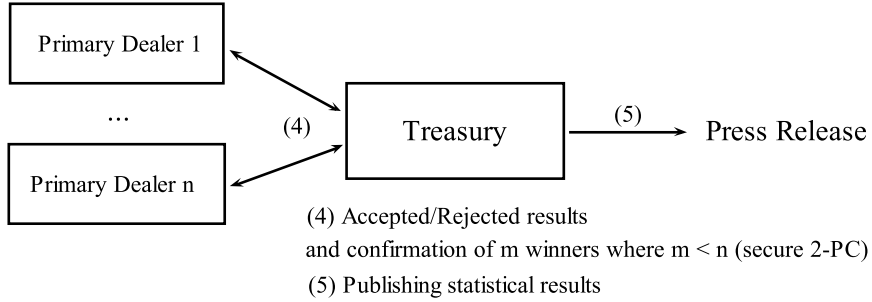 Primary Dealer 1
...
Primary Dealer n
(4)
Treasury
(5)
Press Release
(4) Accepted/Rejected results
and confirmation of m winners where m < n (secure 2-PC)
(5) Publishing statistical results